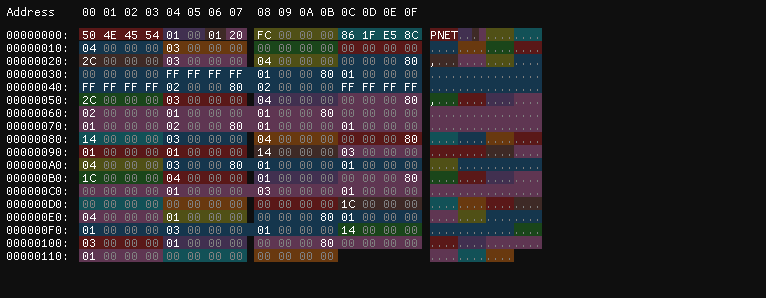 Address 00 01 02 03 04 05 06 07 08 09 0A 0B 0C 0D 0E 0F
00000000: 50 4E 45 54 01 00 01 20 FC 00 00 00 86 1F E5 8C PNET... ........
00000010: 04 00 00 00 03 00 00 00 00 00 00 00 00 00 00 00 ................
00000020: 2C 00 00 00 03 00 00 00 04 00 00 00 00 00 00 80 ,...............
00000030: 00 00 00 00 FF FF FF FF 01 00 00 80 01 00 00 00 ................
00000040: FF FF FF FF 02 00 00 80 02 00 00 00 FF FF FF FF ................
00000050: 2C 00 00 00 03 00 00 00 04 00 00 00 00 00 00 80 ,...............
00000060: 02 00 00 00 01 00 00 00 01 00 00 80 00 00 00 00 ................
00000070: 01 00 00 00 02 00 00 80 01 00 00 00 01 00 00 00 ................
00000080: 14 00 00 00 03 00 00 00 04 00 00 00 00 00 00 80 ................
00000090: 01 00 00 00 01 00 00 00 14 00 00 00 03 00 00 00 ................
000000A0: 04 00 00 00 03 00 00 80 01 00 00 00 01 00 00 00 ................
000000B0: 1C 00 00 00 04 00 00 00 01 00 00 00 00 00 00 80 ................
000000C0: 00 00 00 00 01 00 00 00 03 00 00 00 01 00 00 00 ................
000000D0: 00 00 00 00 00 00 00 00 00 00 00 00 1C 00 00 00 ................
000000E0: 04 00 00 00 01 00 00 00 00 00 00 80 01 00 00 00 ................
000000F0: 01 00 00 00 03 00 00 00 01 00 00 00 14 00 00 00 ................
00000100: 03 00 00 00 01 00 00 00 00 00 00 80 00 00 00 00 ................
00000110: 01 00 00 00 00 00 00 00 00 00 00 00 ............